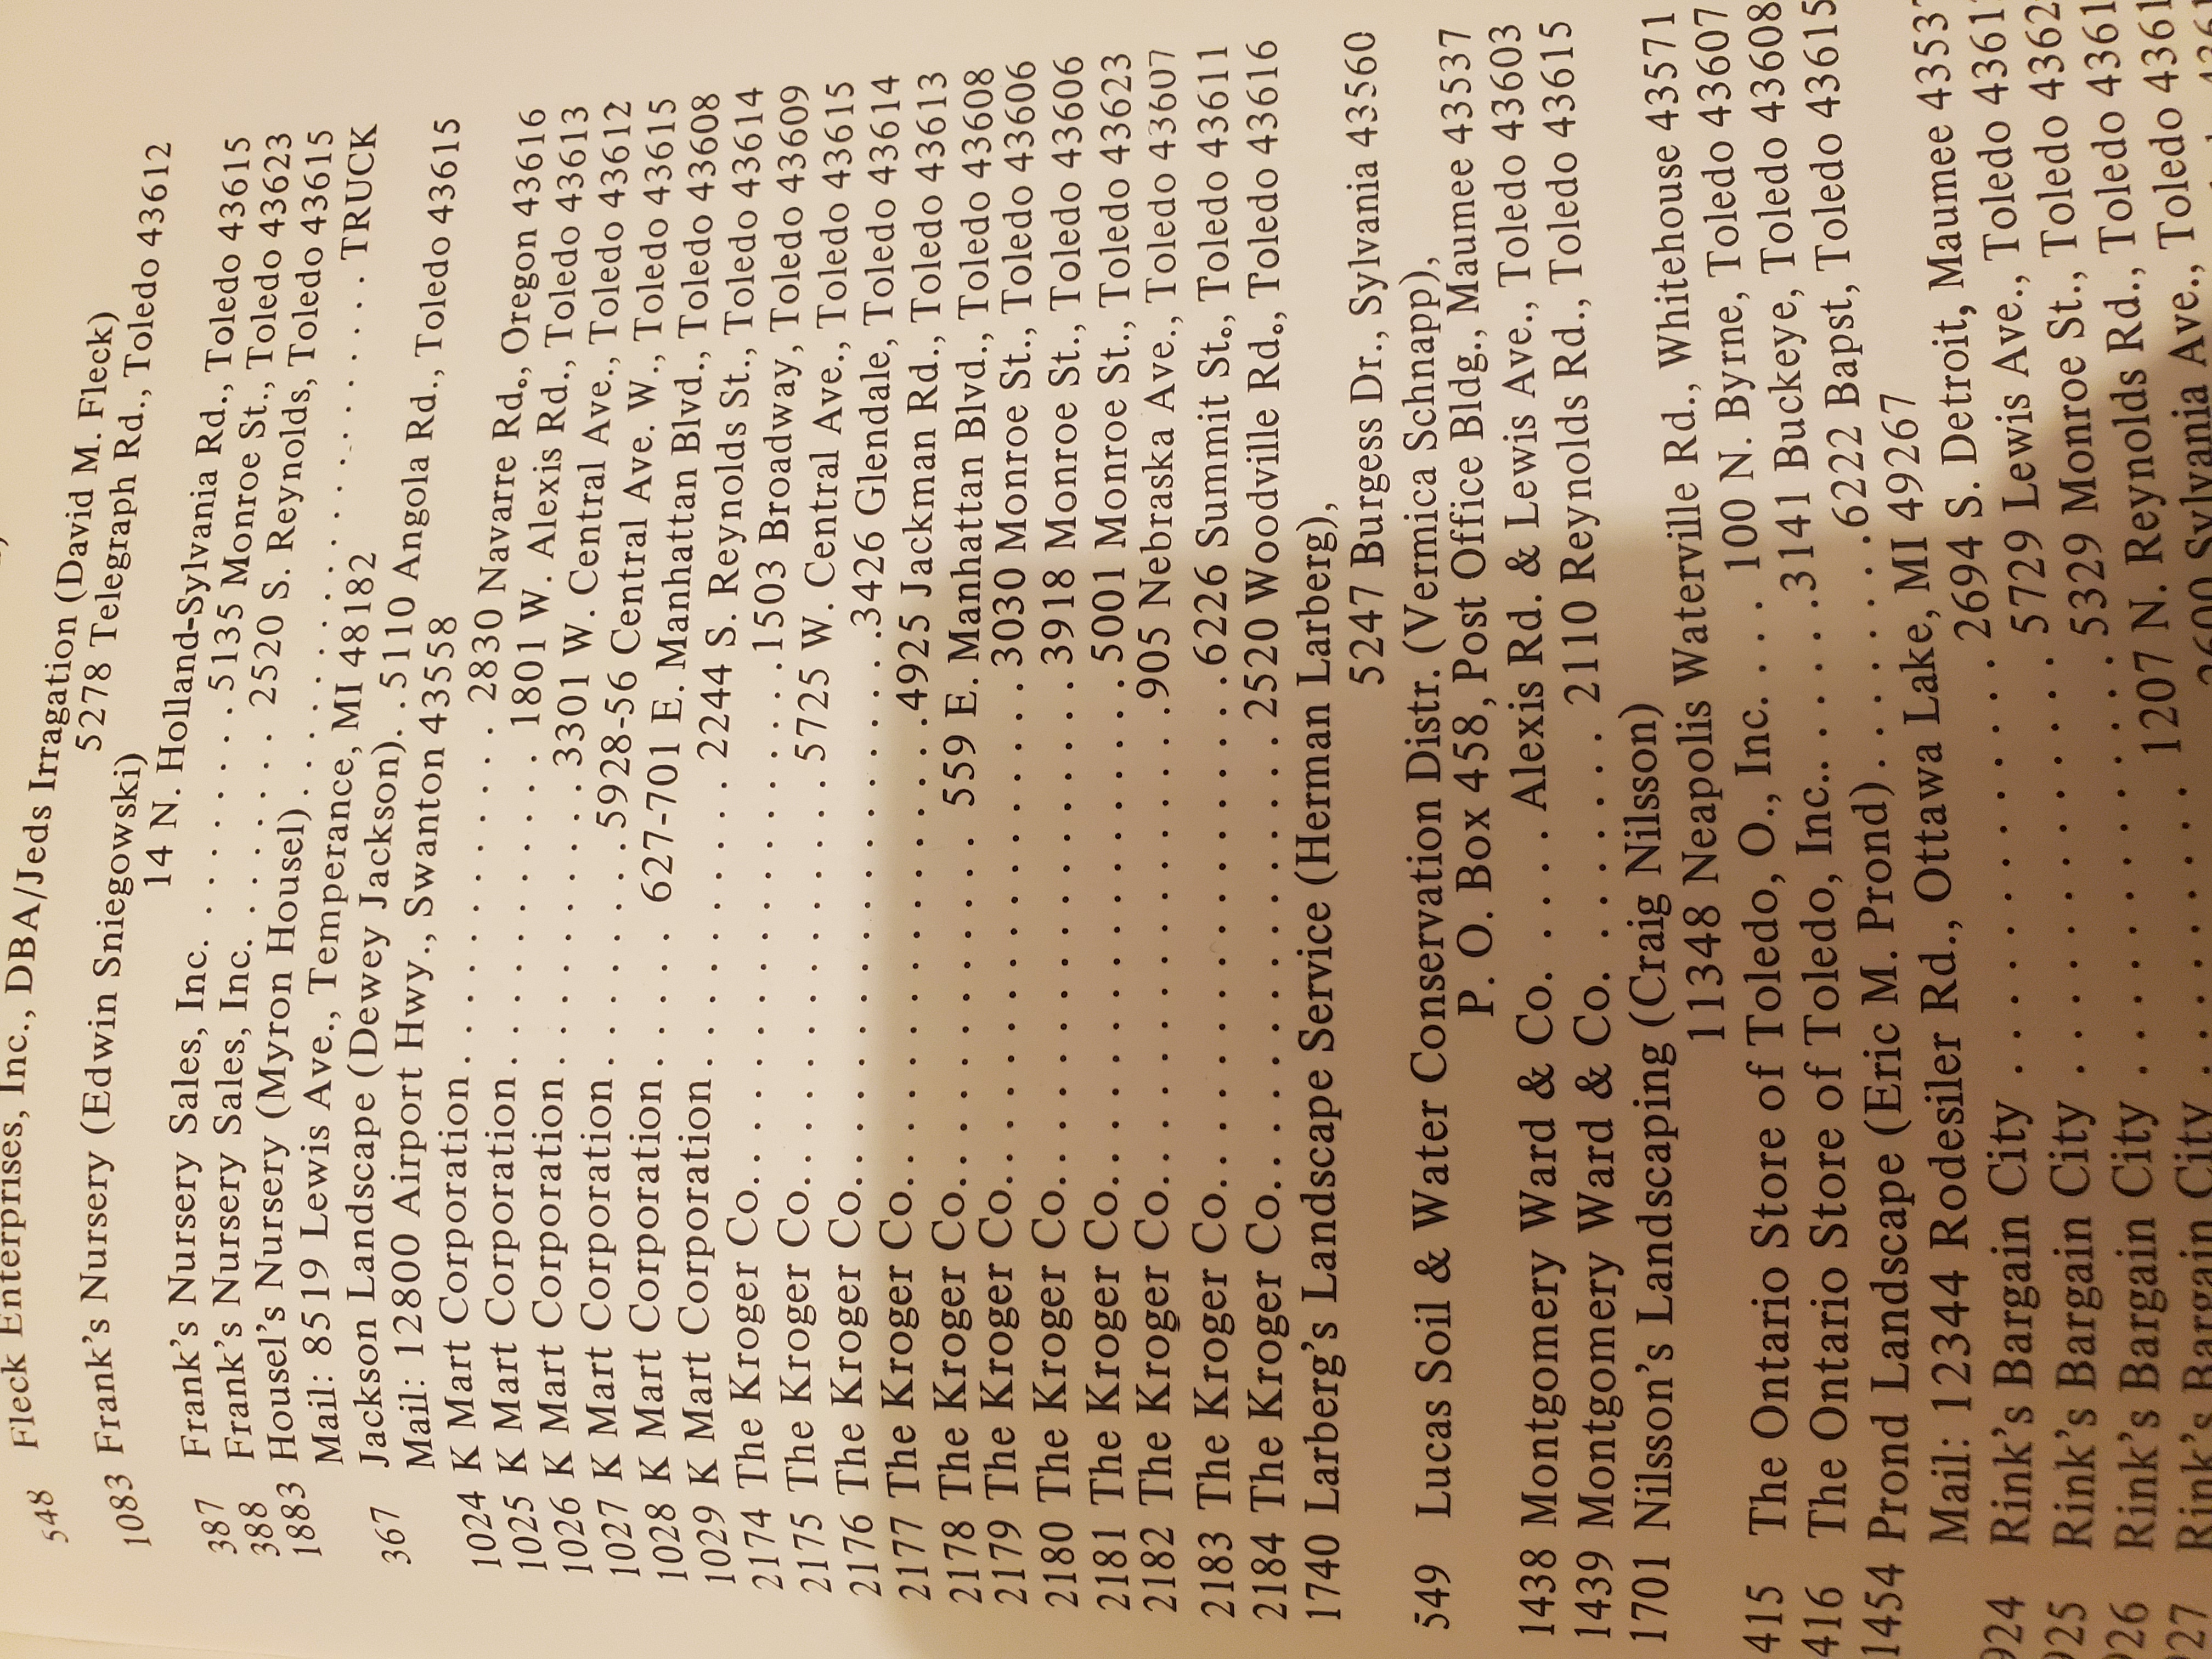 548 Fleck Enterprises, Inc., DBA/Jeds Irragation (David M. Fleck)
5278 Telegraph Rd., Toledo 43612
1083 Frank's Nursery (Edwin Sniegowski)
14 N. Holland-Sylvania Rd., Toledo 43615
387 Frank's Nursery Sales, Inc. . . . . . . . 5135 Monroe St., Toledo 43623
388 Frank's Nursery Sales, Inc. . . . . . . . 2520 S. Reynolds, Toledo 43615
1883 Housel's Nursery (Myron Housel) . . . . . . . . . . . . . . . TRUCK
Mail: 8519 Lewis Ave., Temperance, MI 48182
367 Jackson Landscape (Dewey Jackson). .5110 Angola Rd., Toledo 43615
Mail: 12800 Airport Hwy., Swanton 43558
1024 K Mart Corporation . . . . . . . . . . 2830 Navarre Rd., Oregon 43616
1025 K Mart Corporation . . . . . . . . . 1801 W. Alexis Rd., Toledo 43613
1026 K Mart Corporation . . . . . . . . 3301 W. Central Ave., Toledo 43612
1027 K Mart Corporation . . . . . . 5928-56 Central Ave. W., Toledo 43615
1028 K Mart Corporation . . . . 627-701 E. Manhattan Blvd., Toledo 43608
1029 K Mart Corporation . . . . . . . . 2244 S. Reynolds St., Toledo 43614
2174 The Kroger Co. . . . . . . . . . . . . . 1503 Broadway, Toledo 43609
2175 The Kroger Co. . . . . . . . . . . 5725 W. Central Ave., Toledo 43615
2176 The Kroger Co. . . . . . . . . . . . . . . 3426 Glendale, Toledo 43614
2177 The Kroger Co. . . . . . . . . . . . . 4925 Jackman Rd., Toledo 43613
2178 The Kroger Co. . . . . . . . . . 559 E. Manhattan Blvd., Toledo 43608
2179 The Kroger Co. . . . . . . . . . . . . 3030 Monroe St., Toledo 43606
2180 The Kroger Co. . . . . . . . . . . . . 3918 Monroe St., Toledo 43606
2181 The Kroger Co. . . . . . . . . . . . . 5001 Monroe St., Toledo 43623
2182 The Kroger Co. . . . . . . . . . . . . 905 Nebraska Ave., Toledo 43607
2183 The Kroger Co. . . . . . . . . . . . . 6226 Summit St., Toledo 43611
2184 The Kroger Co. . . . . . . . . . . . 2520 Woodville Rd., Toledo 43616
1740 Larberg's Landscape Service (Herman Larberg),
5247 Burgess Dr., Sylvania 43560
549 Lucas Soil & Water Conservation Distr. (Vermica Schnapp),
P. O. Box 458, Post Office Bldg., Maumee 43537
1438 Montgomery Ward & Co. . . . . Alexis Rd. & Lewis Ave., Toledo 43603
1439 Montgomery Ward & Co. . . . . . . 2110 Reynolds Rd., Toledo 43615
1701 Nilsson's Landscaping (Craig Nilsson)
11348 Neapolis Waterville Rd., Whitehouse 43571
415 The Ontario Store of Toledo, O., Inc. . . . 100 N. Byrne, Toledo 43607
416 The Ontario Store of Toledo, Inc.. . . . . .3141 Buckeye, Toledo 43608
1454 Prond Landscape (Eric M. Prond) . . . . . . .6222 Bapst, Toledo 43615
Mail: 12344 Rodesiler Rd., Ottawa Lake, MI 49267
924 Rink's Bargain City . . . . . . . . . . 2694 S. Detroit, Maumee 43537
925 Rink's Bargain City . . . . . . . . . . 5729 Lewis Ave., Toledo
926 Rink's Bargain City . . . . . . . . . . 5329 Monroe St., Toledo
927 Rink's Bargain City . . . . . . . . 1207 N. Reynolds Rd., Toledo
Sylvania Ave., Toledo